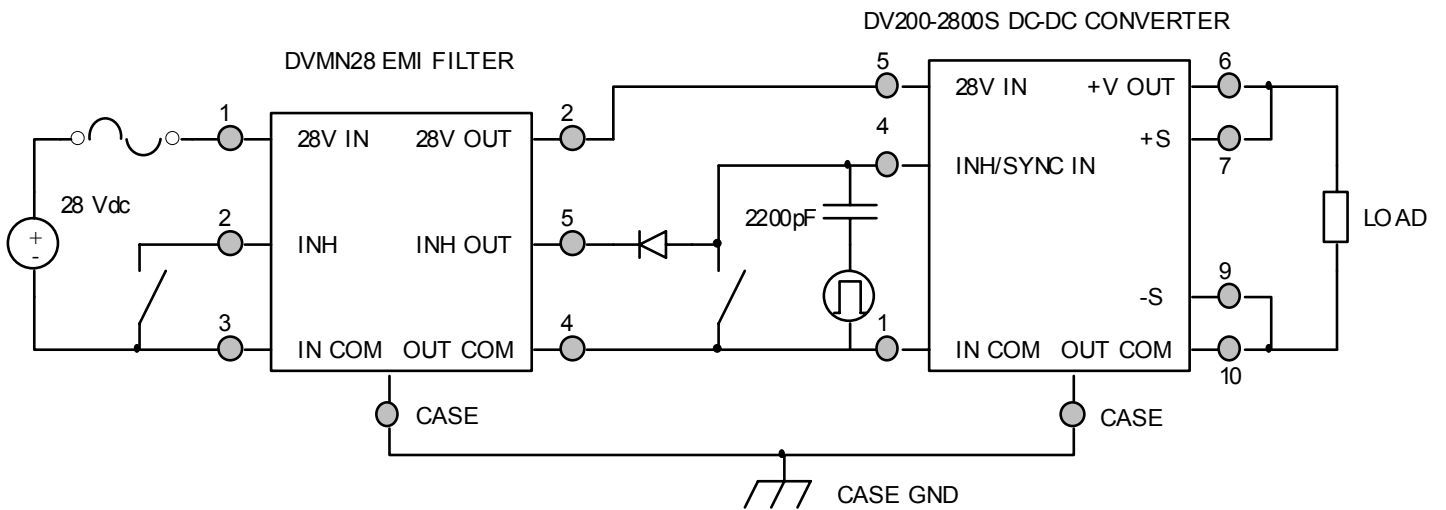 DV200-2800S DC-DC CONVERTER
DVMN28 EMI FILTER
28 Vdc
+
-
1
2
3
28V IN
28V OUT
INH
INH OUT
IN COM
OUT COM
2
5
4
CASE
2200pF
5
4
1
28V IN
+V OUT
+S
INH/SYNC IN
-S
IN COM
OUT COM
6
7
9
10
LOAD
CASE
CASE GND